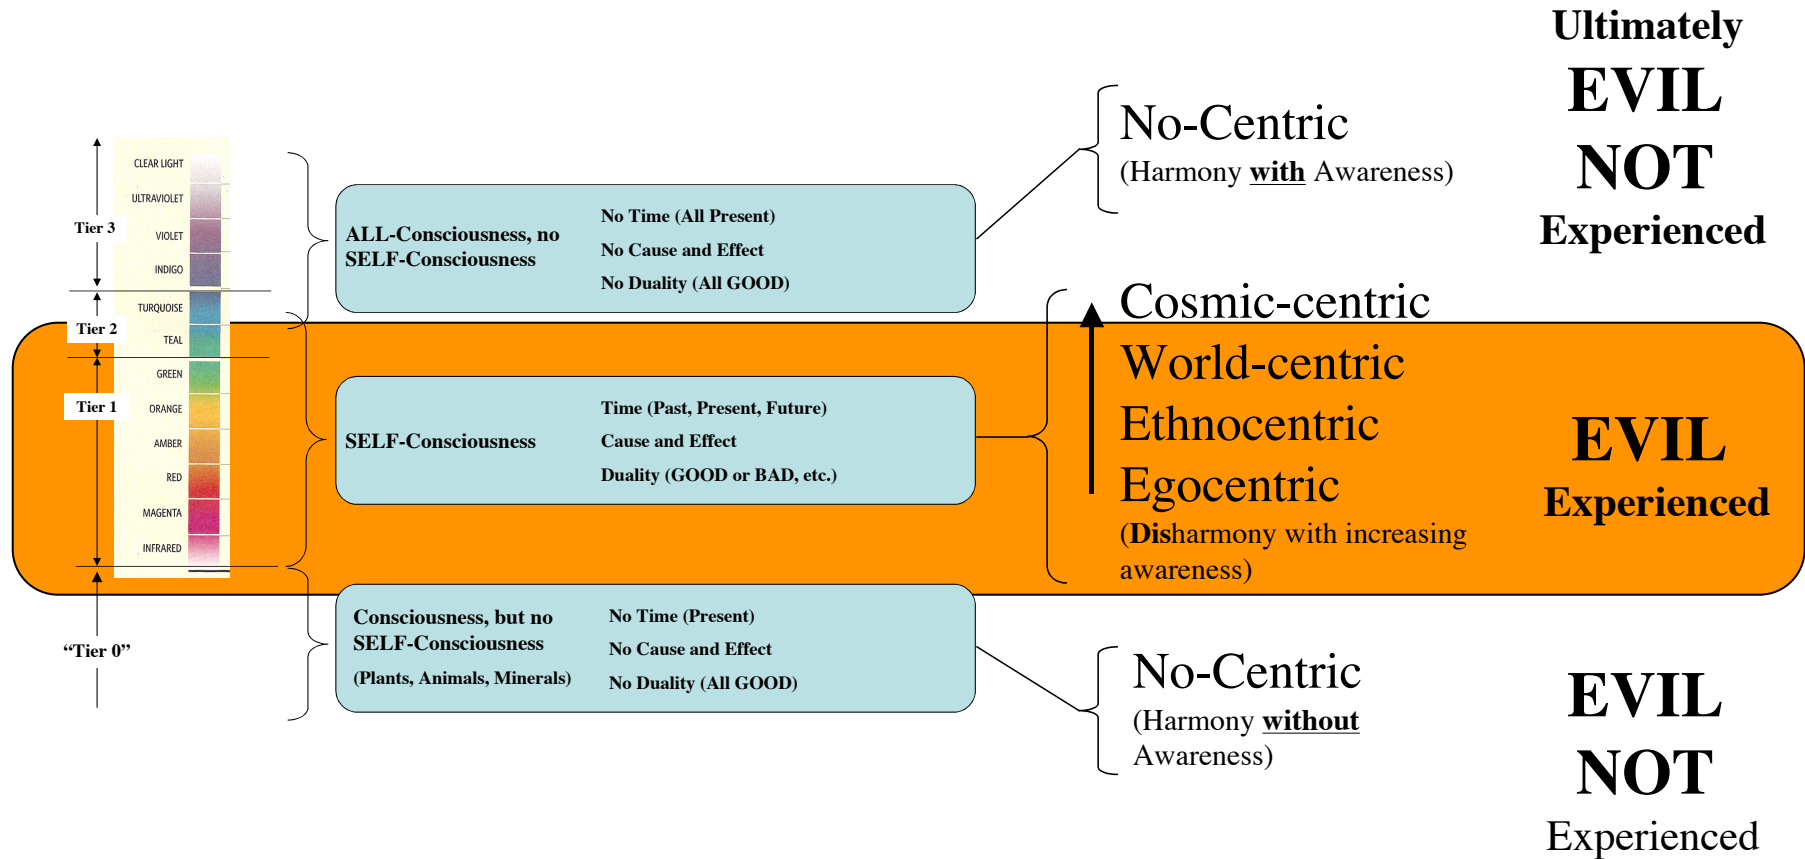 Ultimately
EVIL
NOT
Experienced
No-Centric
(Harmony with Awareness)
CLEAR LIGHT
ULTRAVIOLET
VIOLET
INDIGO
TURQUOISE
TEAL
GREEN
ORANGE
AMBER
RED
MAGENTA
INFRARED
Tier 3
Tier 2
Tier 1
“Tier 0”
ALL-Consciousness, no
SELF-Consciousness
No Time (All Present)
No Cause and Effect
No Duality (All GOOD)
SELF-Consciousness
Time (Past, Present, Future)
Cause and Effect
Duality (GOOD or BAD, etc.)
Cosmic-centric
World-centric
Ethnocentric
Egocentric
(Disharmony with increasing
awareness)
EVIL
Experienced
Consciousness, but no
SELF-Consciousness
(Plants, Animals, Minerals)
No Time (Present)
No Cause and Effect
No Duality (All GOOD)
No-Centric
(Harmony without
Awareness)
EVIL
NOT
Experienced